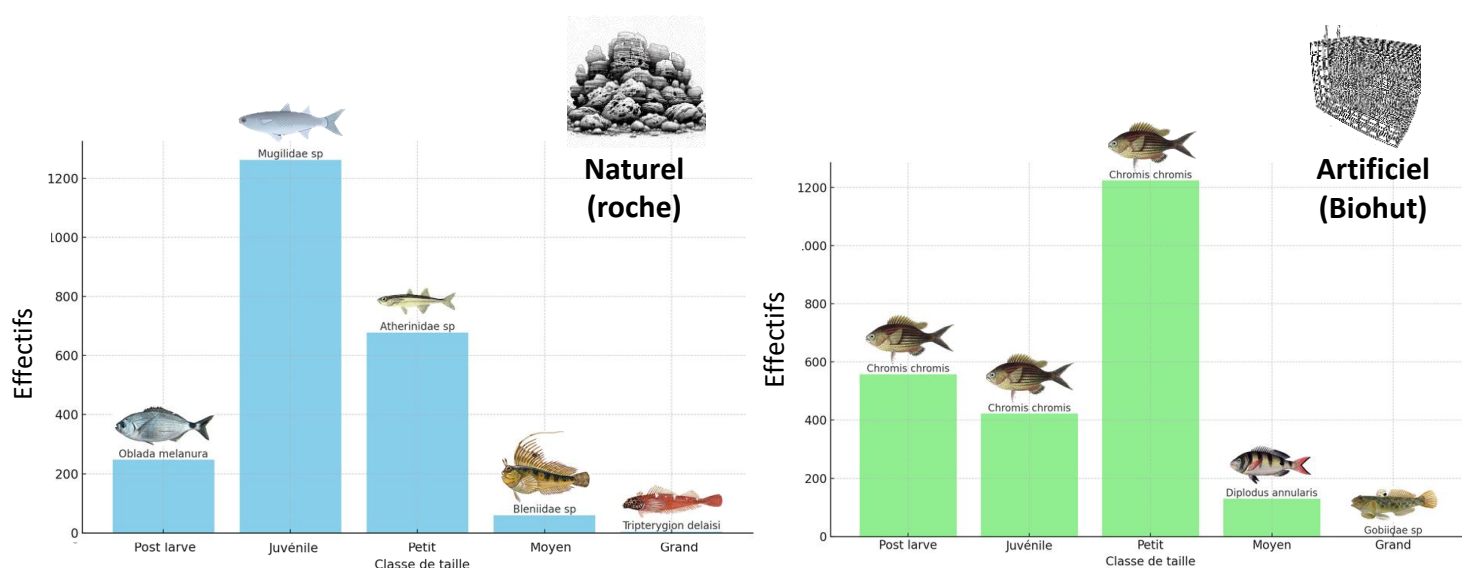 Naturel
(roche)
Effectifs
1200
1000
800
600
400
200
0
Mugilidae sp
Atherinidae sp
Oblada melanura
Bleniidae sp
Tripterygion delaisi
Post larve
Juvénile
Petit
Moyen
Grand
Classe de taille
Artificiel
(Biohut)
Effectifs
1200
.000
800
600
400
200
0
Chromis chromis
Chromis chromis
Chromis chromis
Diplodus annularis
Gobiidae sp
Post larve
Juvénile
Petit
Moyen
Grand
Classe de taille